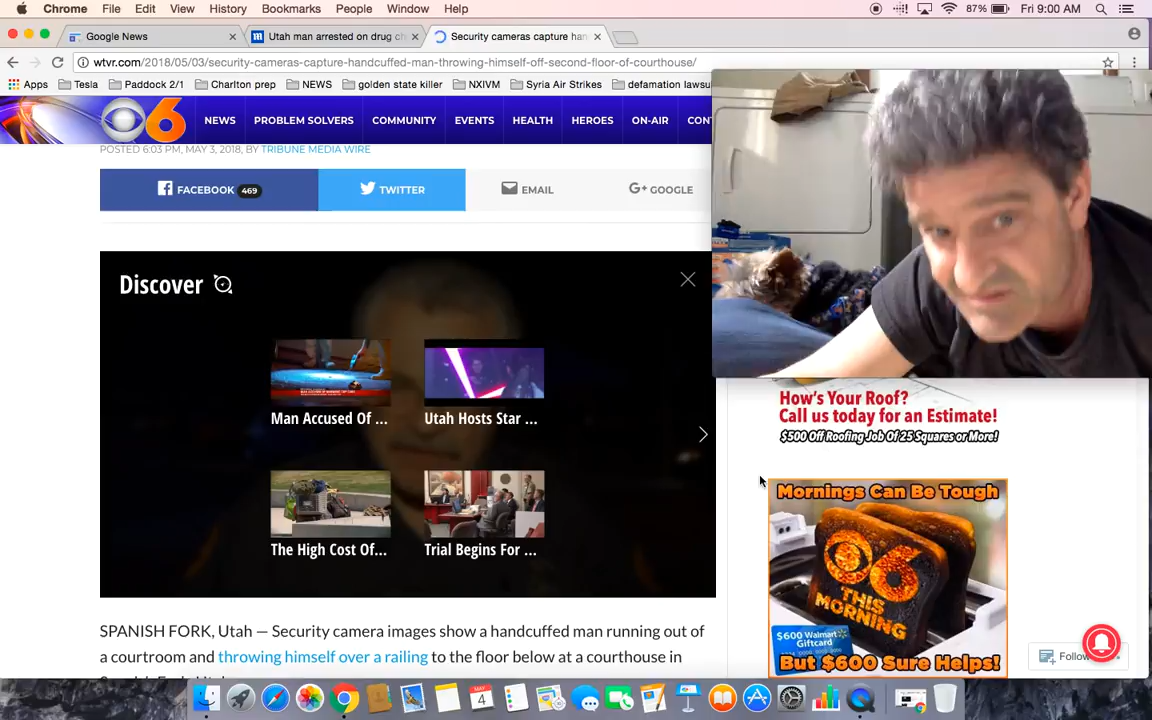 Chrome File Edit View History Bookmarks People Window Help 87% Fri 9:00 AM
Google News Utah man arrested on drug ch Security cameras capture han
wtvr.com/2018/05/03/security-cameras-capture-handcuffed-man-throwing-himself-off-second-floor-of-courthouse/
Apps Tesla Paddock 2/1 Charlton prep NEWS golden state killer NXIVM Syria Air Strikes defamation lawsu
6 NEWS PROBLEM SOLVERS COMMUNITY EVENTS HEALTH HEROES ON-AIR CON
POSTED 6:03 PM, MAY 3, 2018, BY TRIBUNE MEDIA WIRE
FACEBOOK 469 TWITTER EMAIL G+ GOOGLE
Discover
Man Accused Of ... Utah Hosts Star ...
The High Cost Of... Trial Begins For ...
SPANISH FORK, Utah — Security camera images show a handcuffed man running out of
a courtroom and throwing himself over a railing to the floor below at a courthouse in
How's Your Roof?
Call us today for an Estimate!
$500 Off Roofing Job Of 25 Squares or More!
Mornings Can Be Tough
6
THIS
MORNING
$600 Walmart
Giftcard
But $600 Sure Helps!
Follow
MAY
4